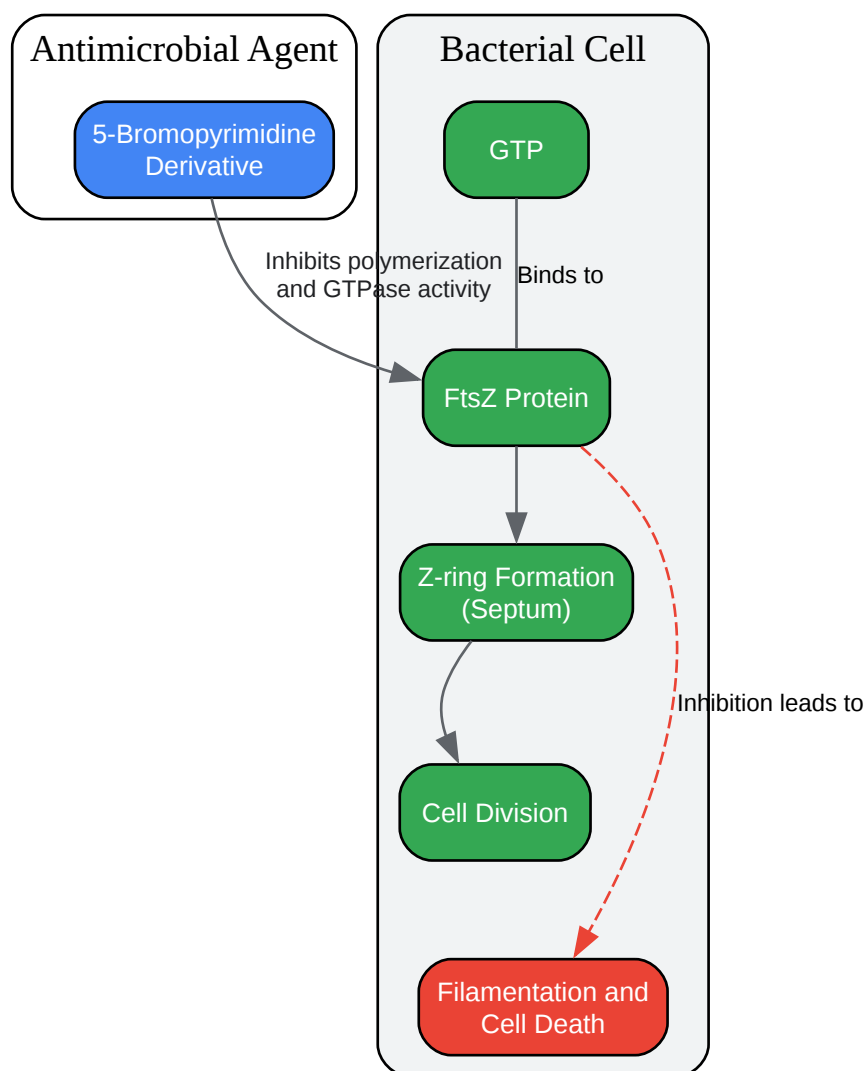 Antimicrobial Agent
Bacterial Cell
5-Bromopyrimidine
Derivative
GTP
Inhibits polymerization
and GTPase activity
Binds to
FtsZ Protein
Z-ring Formation
(Septum)
Inhibition leads to
Cell Division
Filamentation and
Cell Death